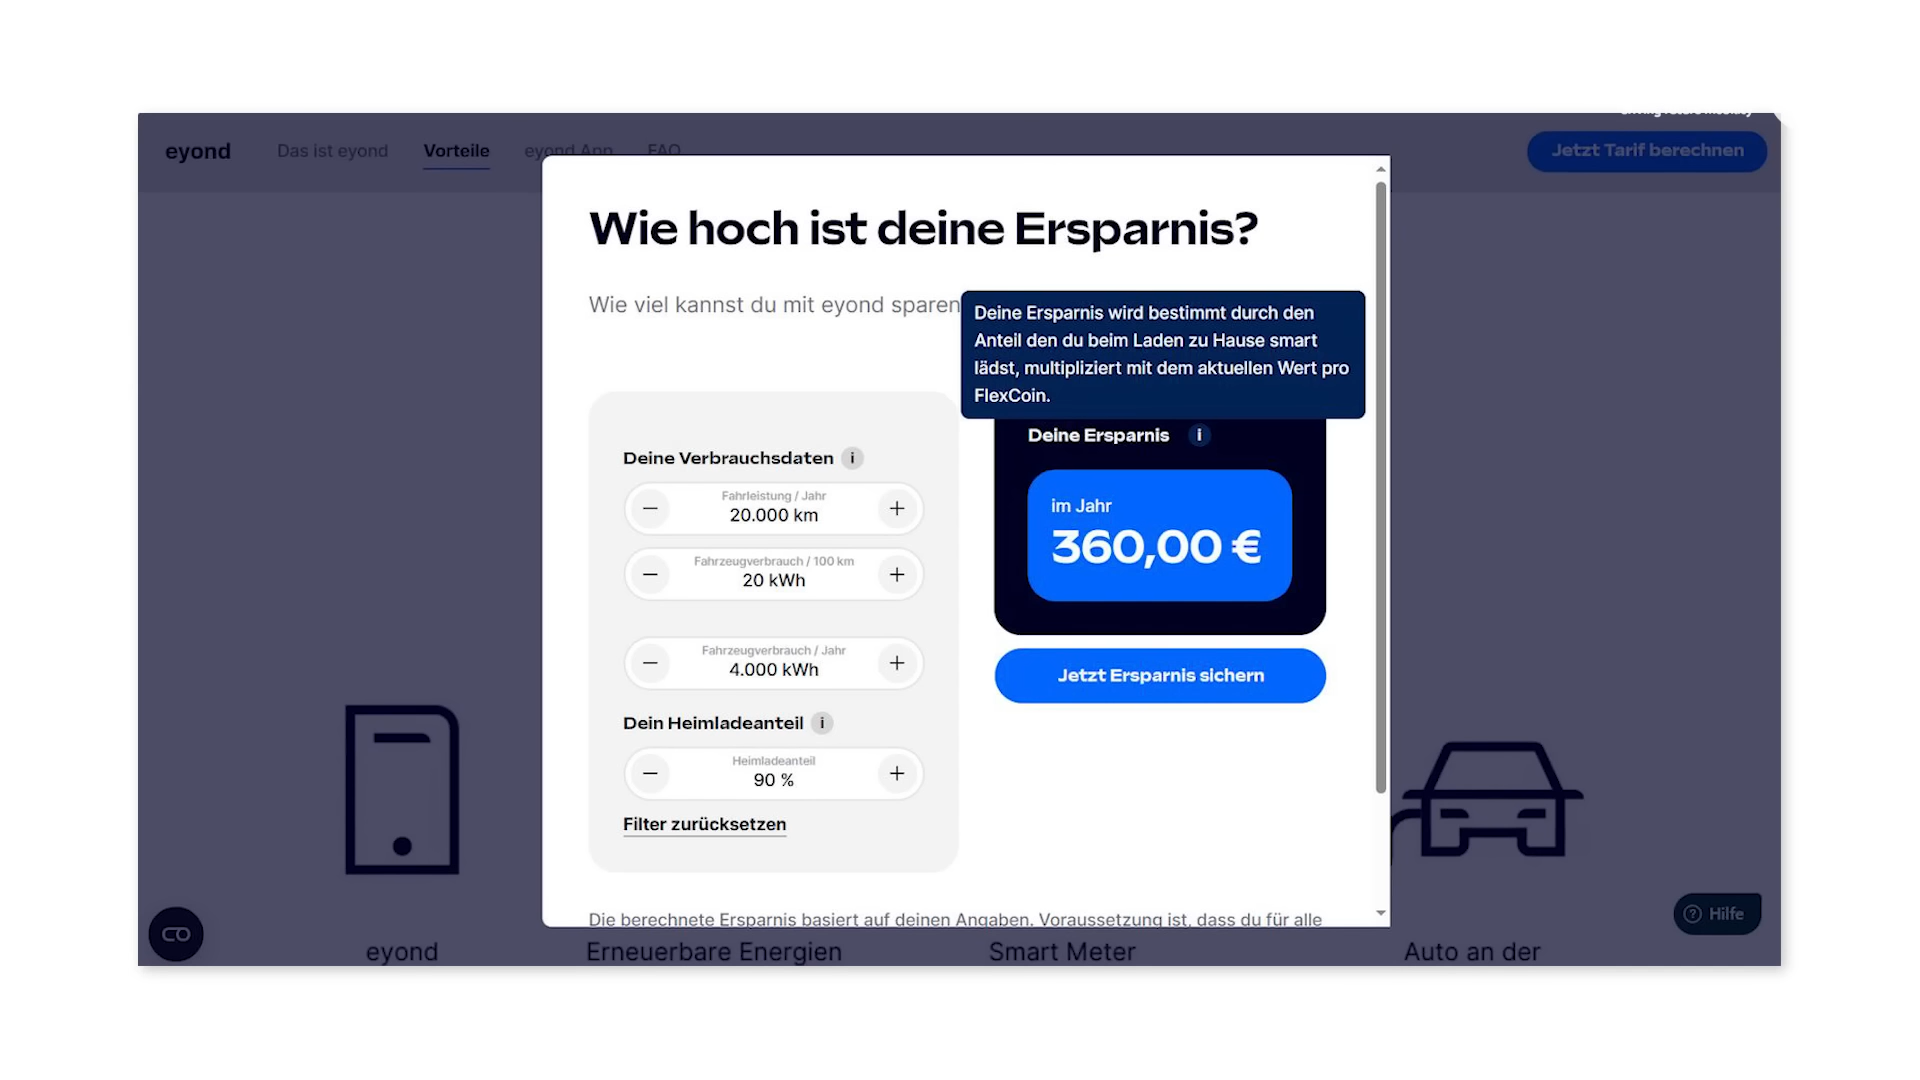 eyond
Das ist eyond
Vorteile
eyond App
FAQ
Jetzt Tarif berechnen
Wie hoch ist deine Ersparnis?
Wie viel kannst du mit eyond sparen
Deine Ersparnis wird bestimmt durch den
Anteil den du beim Laden zu Hause smart
lädst, multipliziert mit dem aktuellen Wert pro
FlexCoin.
Deine Verbrauchsdaten i
Fahrleistung / Jahr
20.000 km
Fahrzeugverbrauch / 100 km
20 kWh
Fahrzeugverbrauch / Jahr
4.000 kWh
Dein Heimladeanteil i
Heimladeanteil
90 %
Filter zurücksetzen
Deine Ersparnis i
im Jahr
360,00 €
Jetzt Ersparnis sichern
Die berechnete Ersparnis basiert auf deinen Angaben. Voraussetzung ist, dass du für alle
Hilfe
eyond
Erneuerbare Energien
Smart Meter
Auto an der